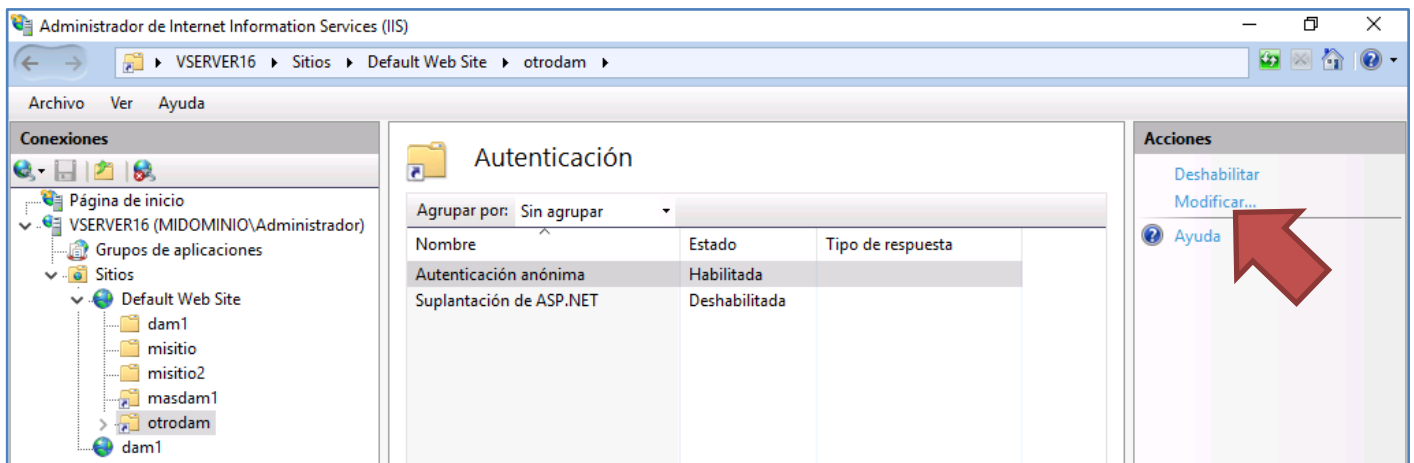 Administrador de Internet Information Services (IIS)
VSERVER16 Sitios Default Web Site otrodam
Archivo Ver Ayuda
Conexiones
Página de inicio
VSERVER16 (MIDOMINIO\Administrador)
Grupos de aplicaciones
Sitios
Default Web Site
dam1
misitio
misitio2
masdam1
otrodam
dam1
Autenticación
Agrupar por: Sin agrupar
Nombre Estado Tipo de respuesta
Autenticación anónima Habilitada
Suplantación de ASP.NET Deshabilitada
Acciones
Deshabilitar
Modificar...
Ayuda